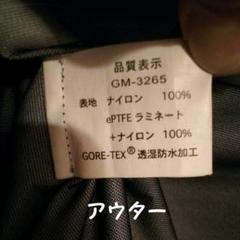 品質表示
GM-3265
表地 ナイロン 100%
ePTFE ラミネート
+ナイロン 100%
GORE-TEX® 透湿防水加工
アウター